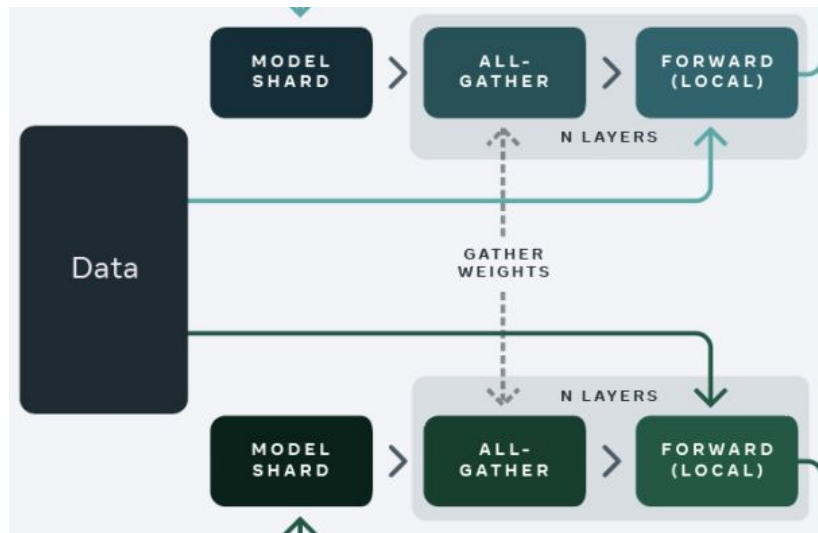 MODEL
SHARD
ALL-
GATHER
FORWARD
(LOCAL)
N LAYERS
Data
GATHER
WEIGHTS
N LAYERS
MODEL
SHARD
ALL-
GATHER
FORWARD
(LOCAL)